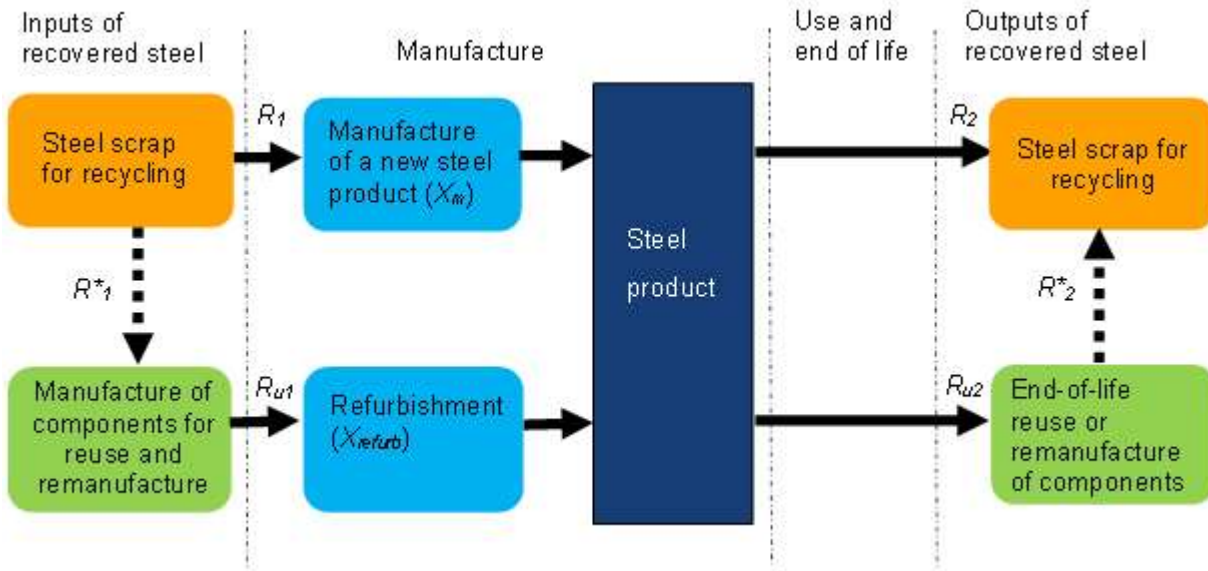 Inputs of
recovered steel
Manufacture
Use and
end of life
Outputs of
recovered steel
Steel scrap
for recycling
R1
Manufacture
of a new steel
product (Xm)
R2
Steel scrap for
recycling
Steel
product
R*1
R*2
Manufacture of
components for
reuse and
remanufacture
Ru1
Refurbishment
(Xrefurb)
Ru2
End-of-life
reuse or
remanufacture
of components